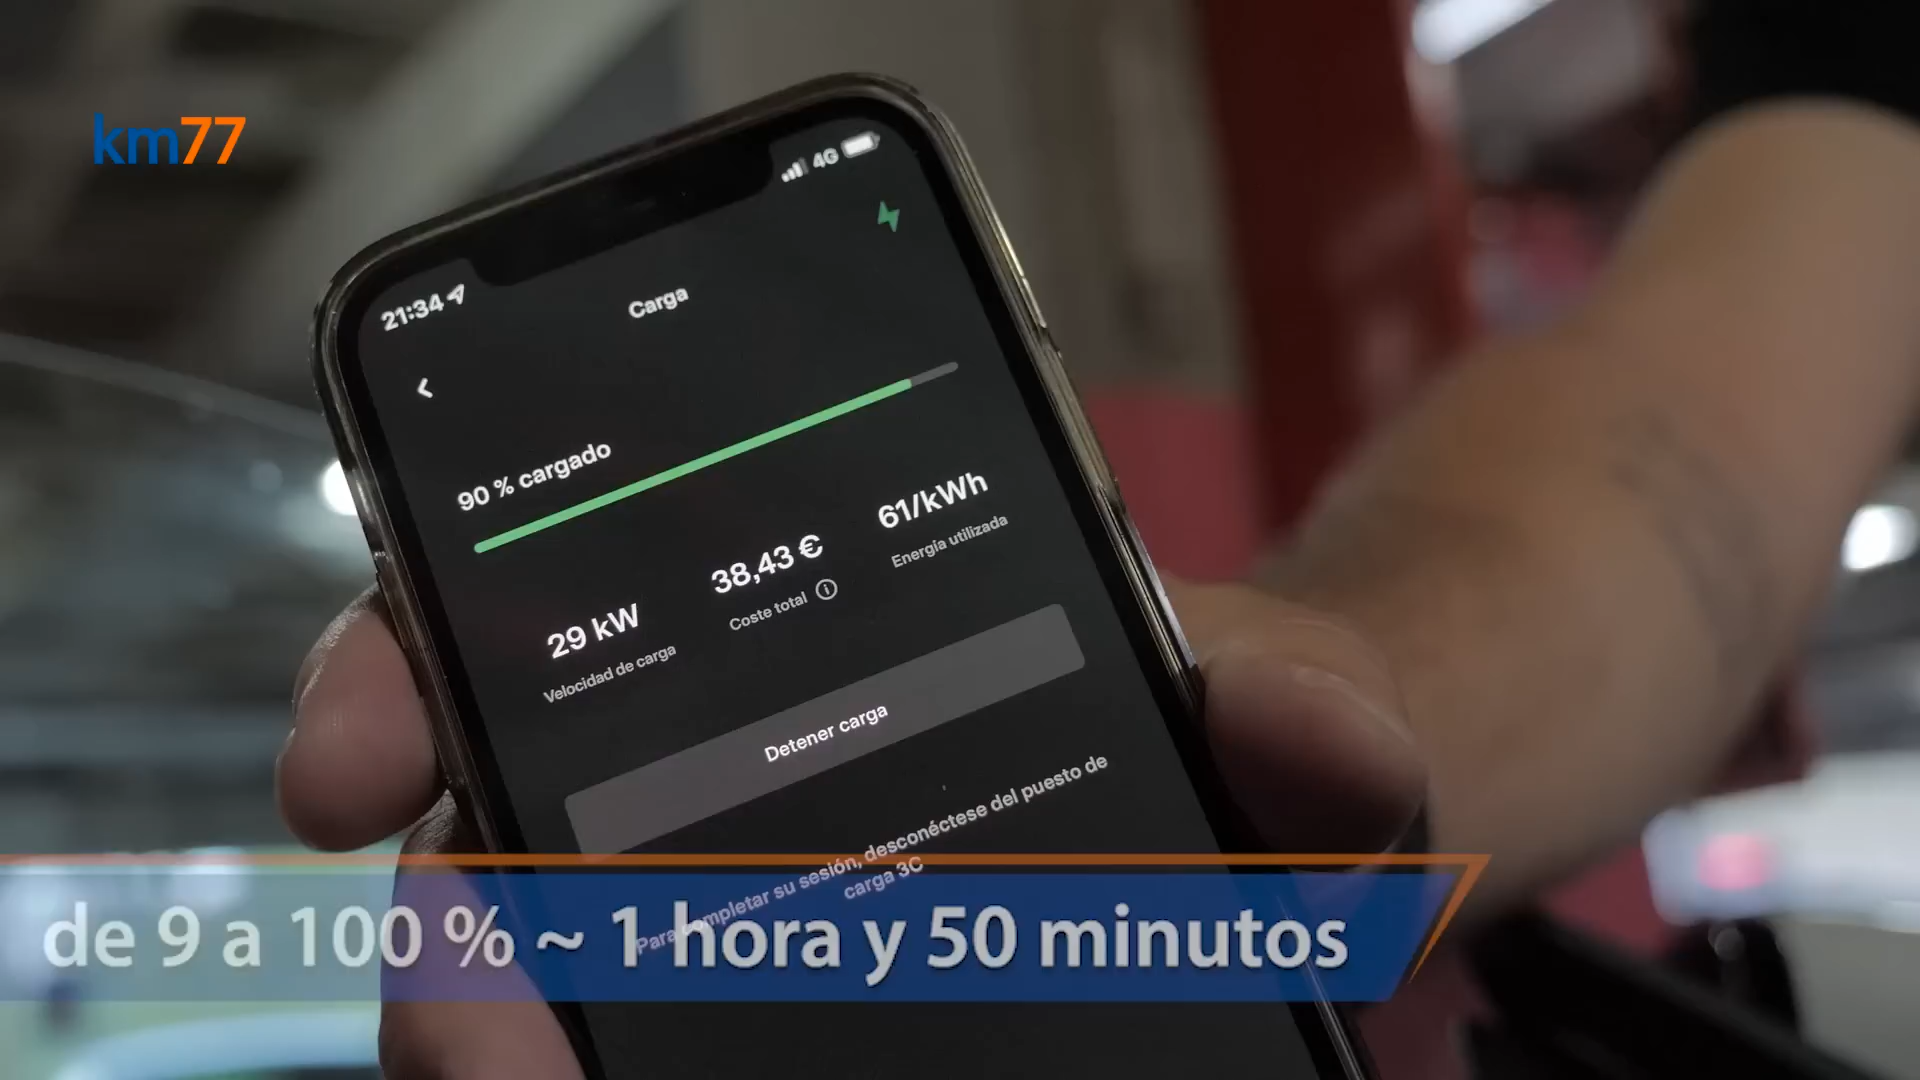 km77
4G
21:34
Carga
90 % cargado
29 kW
Velocidad de carga
38,43 €
Coste total
61/kWh
Energía utilizada
Detener carga
Para completar su sesión, desconéctese del puesto de
carga 3C
de 9 a 100 % ~ 1 hora y 50 minutos